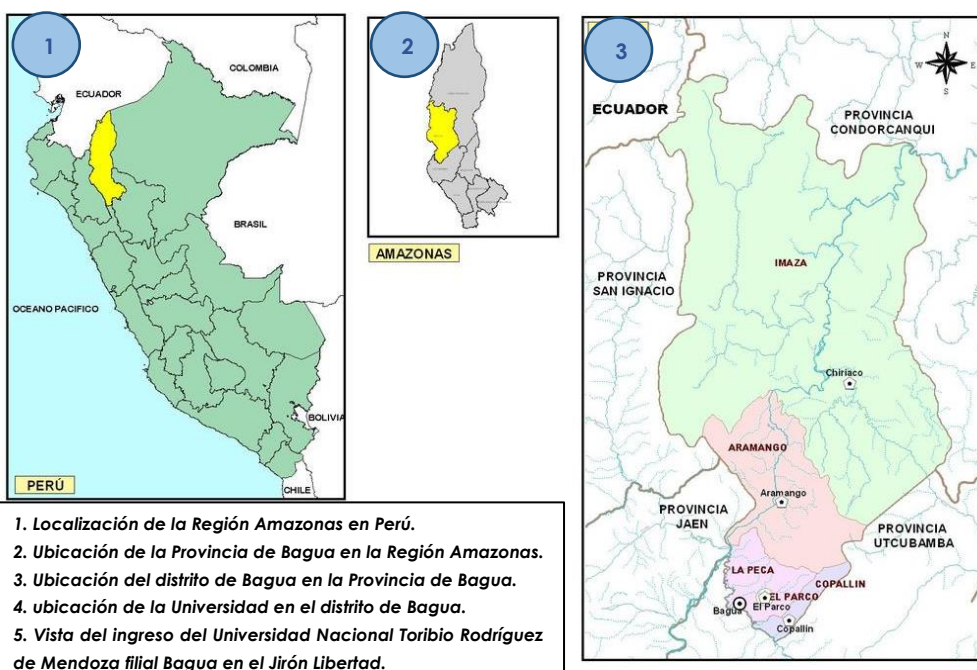 1
COLOMBIA
ECUADOR
BRASIL
OCEANO PACIFICO
BOLIVIA
PERÚ
CHILE
2
AMAZONAS
3
N
W
E
S
ECUADOR
PROVINCIA
CONDORCANQUI
IMAZA
PROVINCIA
SAN IGNACIO
Chiriaco
ARAMANGO
Aramango
PROVINCIA
JAEN
PROVINCIA
UTCUBAMBA
LA PECA
COPALLIN
EL PARCO
Bagua
El Parco
Copallin
1. Localización de la Región Amazonas en Perú.
2. Ubicación de la Provincia de Bagua en la Región Amazonas.
3. Ubicación del distrito de Bagua en la Provincia de Bagua.
4. ubicación de la Universidad en el distrito de Bagua.
5. Vista del ingreso del Universidad Nacional Toribio Rodríguez
de Mendoza filial Bagua en el Jirón Libertad.